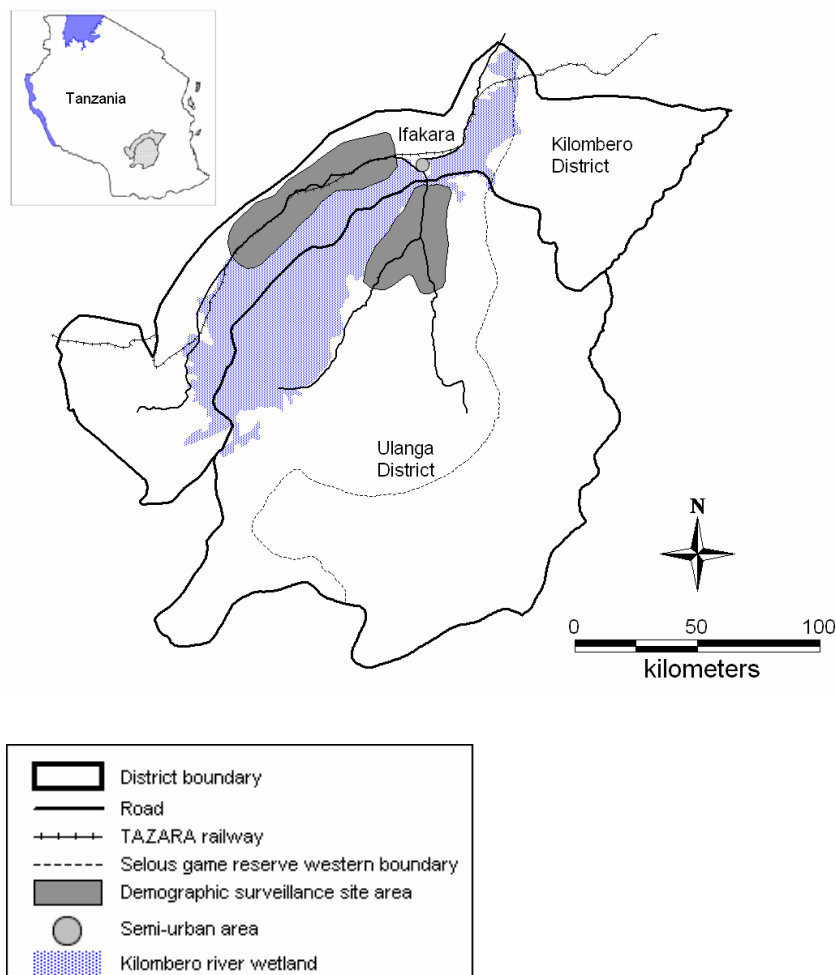 Tanzania
Ifakara
Kilombero
District
Ulanga
District
N
0 50 100
kilometers
District boundary
Road
TAZARA railway
Selous game reserve western boundary
Demographic surveillance site area
Semi-urban area
Kilombero river wetland